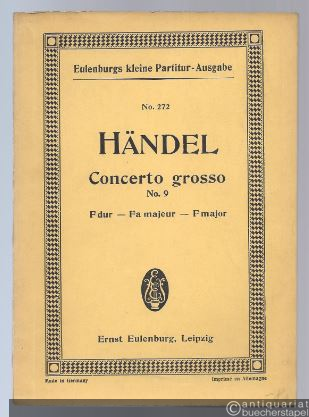 Eulenburgs kleine Partitur-Ausgabe
No. 272
HÄNDEL
Concerto grosso
No. 9
F dur — Fa majeur — F major
Ernst Eulenburg, Leipzig
Made in Germany
Imprimé en Allemagne
antiquariat
buecherstapel